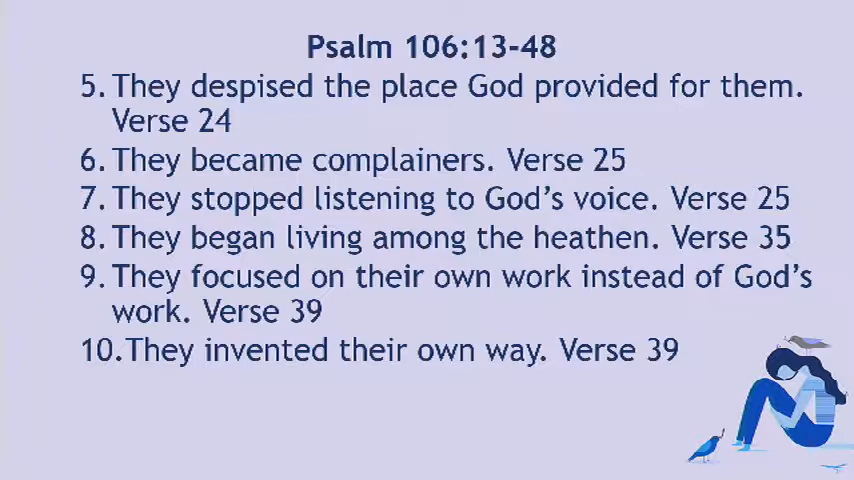 Psalm 106:13-48
5. They despised the place God provided for them.
Verse 24
6. They became complainers. Verse 25
7. They stopped listening to God’s voice. Verse 25
8. They began living among the heathen. Verse 35
9. They focused on their own work instead of God’s
work. Verse 39
10.They invented their own way. Verse 39